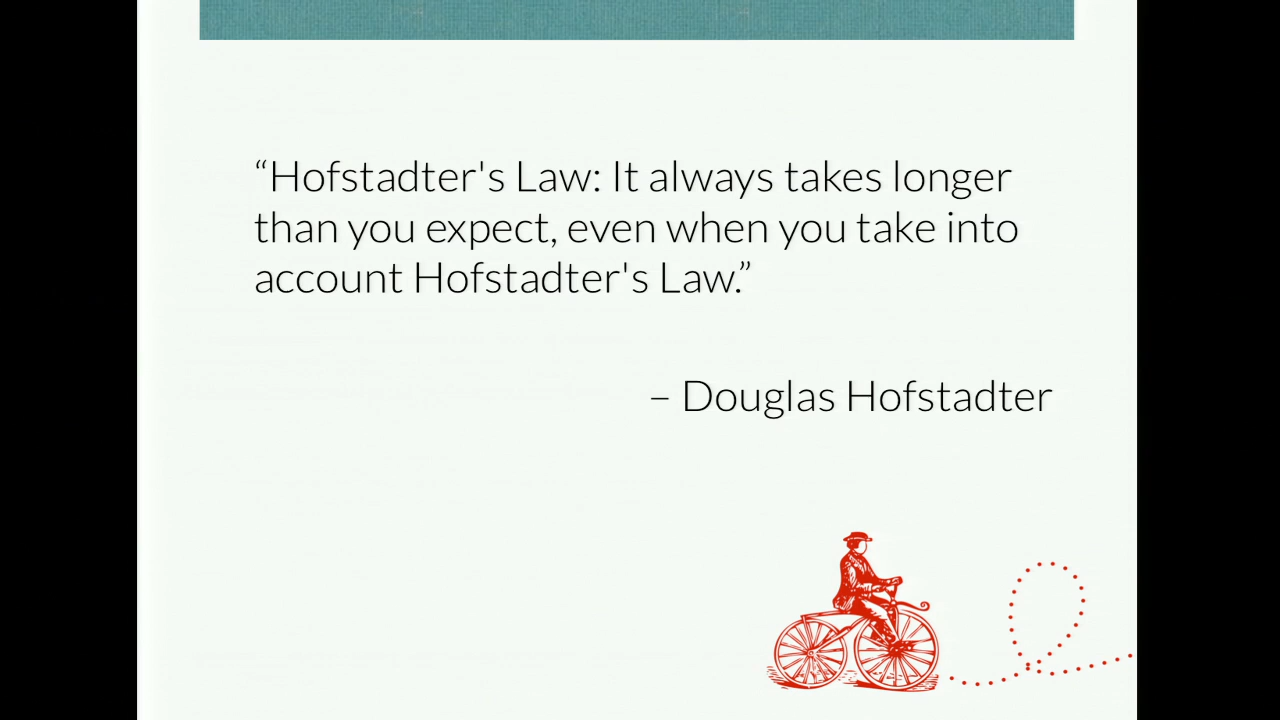 “Hofstadter's Law: It always takes longer
than you expect, even when you take into
account Hofstadter's Law.”
– Douglas Hofstadter